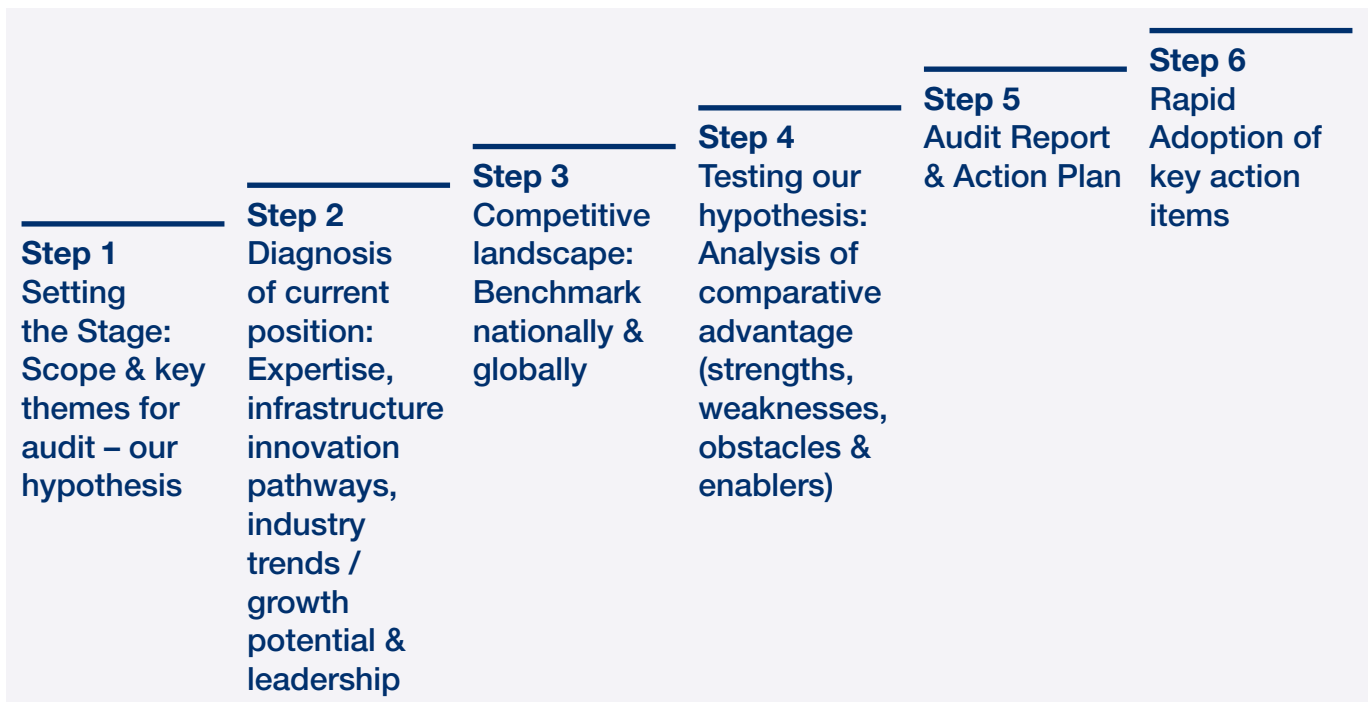 Step 1
Setting
the Stage:
Scope & key
themes for
audit – our
hypothesis
Step 2
Diagnosis
of current
position:
Expertise,
infrastructure
innovation
pathways,
industry
trends /
growth
potential &
leadership
Step 3
Competitive
landscape:
Benchmark
nationally &
globally
Step 4
Testing our
hypothesis:
Analysis of
comparative
advantage
(strengths,
weaknesses,
obstacles &
enablers)
Step 5
Audit Report
& Action Plan
Step 6
Rapid
Adoption of
key action
items